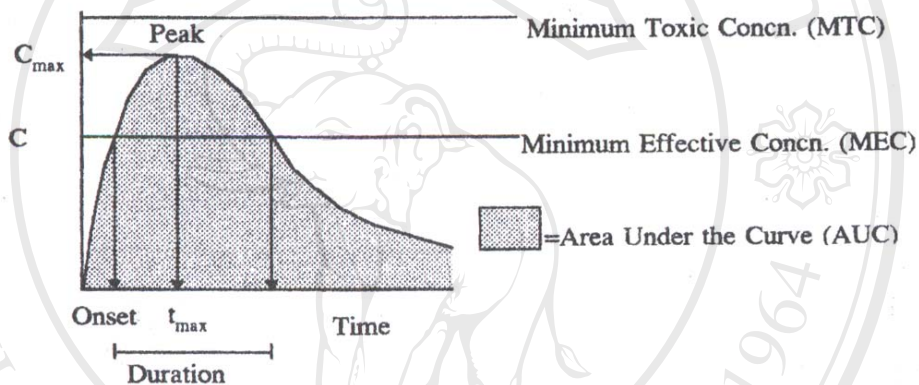 Minimum Toxic Concn. (MTC)
Peak
Cmax
C
Minimum Effective Concn. (MEC)
=Area Under the Curve (AUC)
Onset tmax Time
Duration
1964